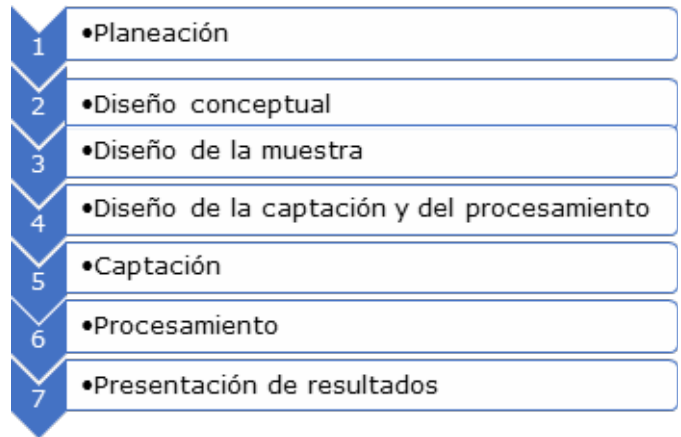 1 •Planeación
2 •Diseño conceptual
3 •Diseño de la muestra
4 •Diseño de la captación y del procesamiento
5 •Captación
6 •Procesamiento
7 •Presentación de resultados